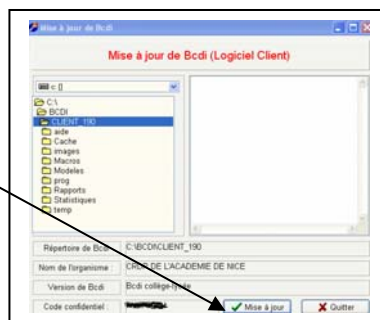 Mise à jour de Bcdi
Mise à jour de Bcdi (Logiciel Client)
c: []
C:\
BCDI
CLIENT_190
aide
Cache
images
Macros
Modeles
prog
Rapports
Statistiques
temp
Répertoire de Bcdi : C:\BCDI\CLIENT_190
Nom de l'organisme : CRDP DE L'ACADEMIE DE NICE
Version de Bcdi Bcdi collège-lycée
Code confidentiel : Mise à jour Quitter